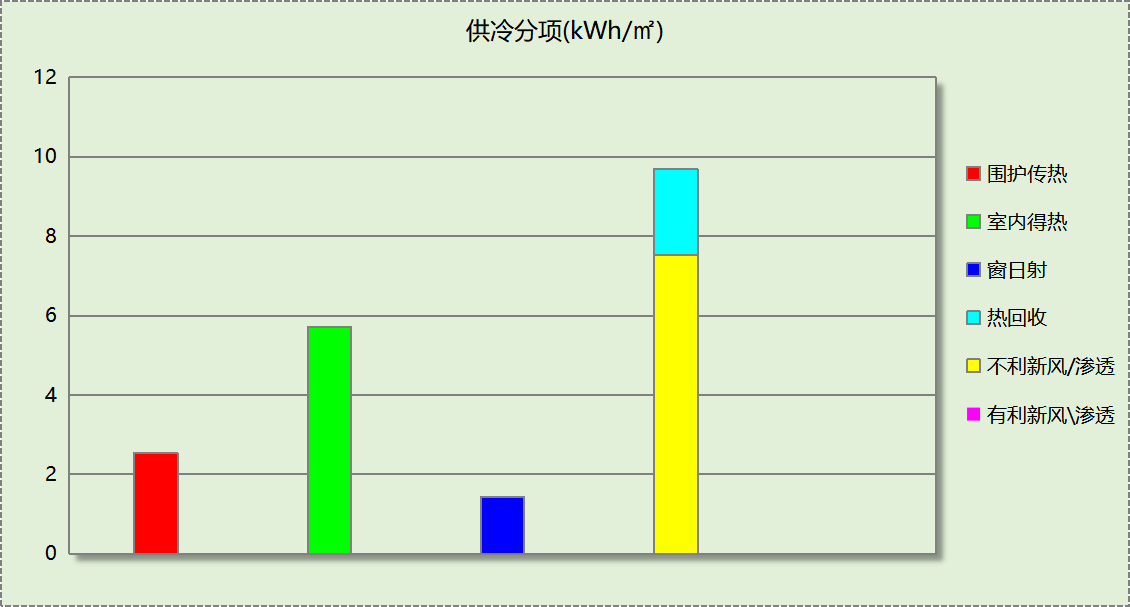 供冷分项(kWh/㎡)
12
10
8
6
4
2
0
围护传热
室内得热
窗日射
热回收
不利新风/渗透
有利新风\渗透